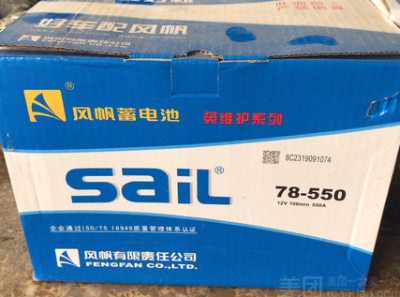 好车配风帆
风帆蓄电池
免维护系列
8C2319091074
SAIL®
78-550
12V 100min 550A
企业通过ISO/TS 16949质量管理体系认证
风帆有限责任公司
FENGFAN CO.,LTD.
美团